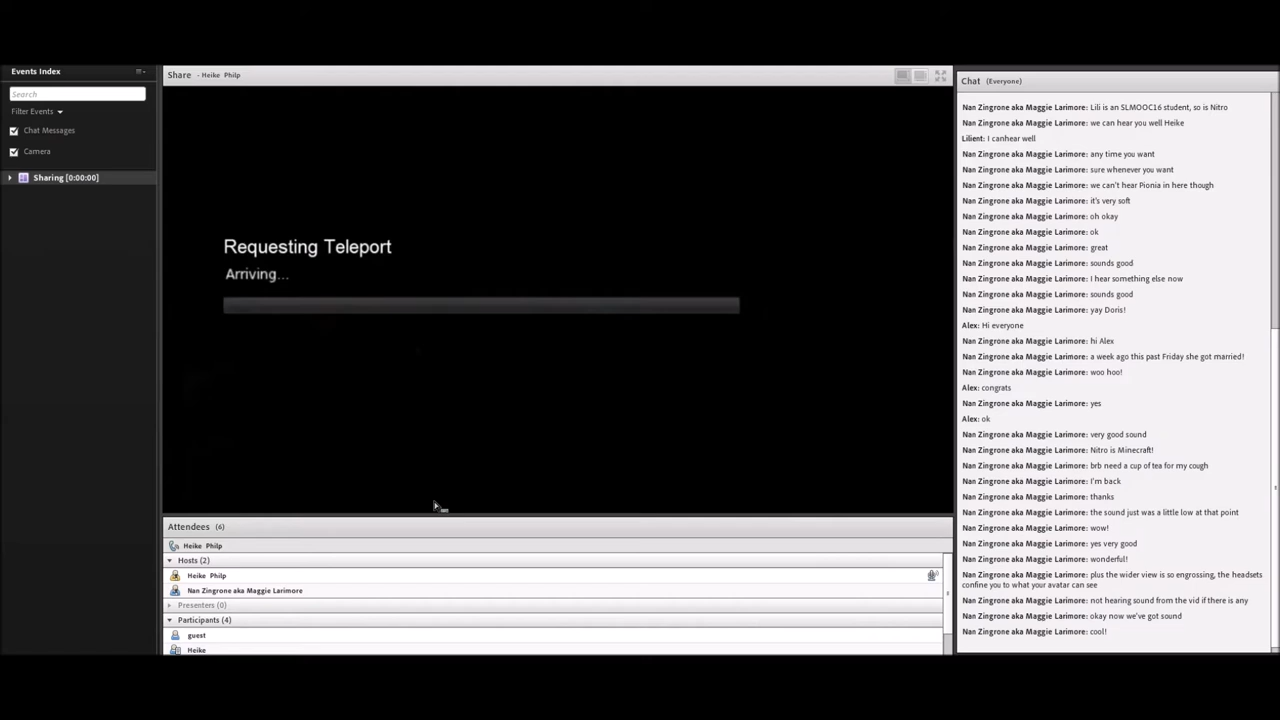 Events Index
Search
Filter Events
Chat Messages
Camera
Sharing [0:00:00]
Share - Heike Philp
Requesting Teleport
Arriving...
Attendees (6)
Heike Philp
Hosts (2)
Heike Philp
Nan Zingrone aka Maggie Larimore
Presenters (0)
Participants (4)
guest
Heike
Chat (Everyone)
Nan Zingrone aka Maggie Larimore: Lili is an SLMOOC16 student, so is Nitro
Nan Zingrone aka Maggie Larimore: we can hear you well Heike
Lilient: I canhear well
Nan Zingrone aka Maggie Larimore: any time you want
Nan Zingrone aka Maggie Larimore: sure whenever you want
Nan Zingrone aka Maggie Larimore: we can't hear Pionia in here though
Nan Zingrone aka Maggie Larimore: it's very soft
Nan Zingrone aka Maggie Larimore: oh okay
Nan Zingrone aka Maggie Larimore: ok
Nan Zingrone aka Maggie Larimore: great
Nan Zingrone aka Maggie Larimore: sounds good
Nan Zingrone aka Maggie Larimore: I hear something else now
Nan Zingrone aka Maggie Larimore: sounds good
Nan Zingrone aka Maggie Larimore: yay Doris!
Alex: Hi everyone
Nan Zingrone aka Maggie Larimore: hi Alex
Nan Zingrone aka Maggie Larimore: a week ago this past Friday she got married!
Nan Zingrone aka Maggie Larimore: woo hoo!
Alex: congrats
Nan Zingrone aka Maggie Larimore: yes
Alex: ok
Nan Zingrone aka Maggie Larimore: very good sound
Nan Zingrone aka Maggie Larimore: Nitro is Minecraft!
Nan Zingrone aka Maggie Larimore: brb need a cup of tea for my cough
Nan Zingrone aka Maggie Larimore: I'm back
Nan Zingrone aka Maggie Larimore: thanks
Nan Zingrone aka Maggie Larimore: the sound just was a little low at that point
Nan Zingrone aka Maggie Larimore: wow!
Nan Zingrone aka Maggie Larimore: yes very good
Nan Zingrone aka Maggie Larimore: wonderful!
Nan Zingrone aka Maggie Larimore: plus the wider view is so engrossing, the headsets
confine you to what your avatar can see
Nan Zingrone aka Maggie Larimore: not hearing sound from the vid if there is any
Nan Zingrone aka Maggie Larimore: okay now we've got sound
Nan Zingrone aka Maggie Larimore: cool!